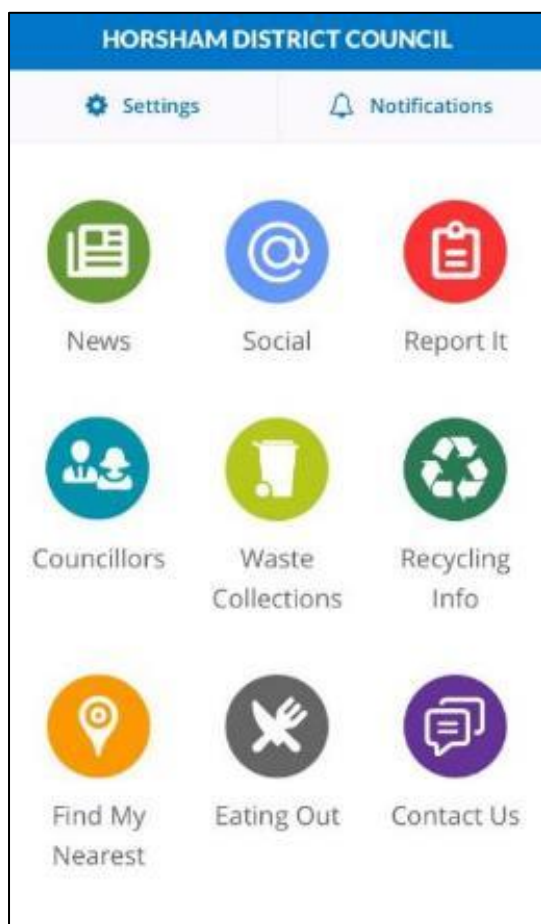 HORSHAM DISTRICT COUNCIL
Settings Notifications
News Social Report It
Councillors Waste Recycling
Collections Info
Find My Eating Out Contact Us
Nearest